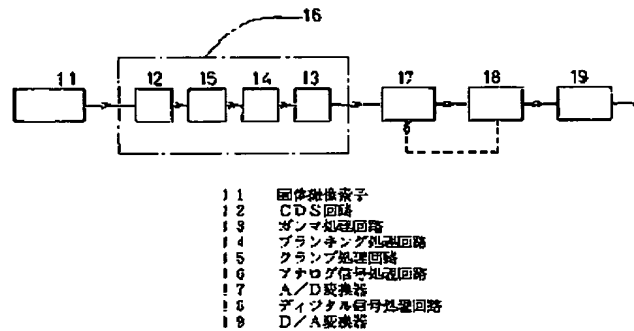 16
11 12 15 14 13 17 18 19
11 固体撮像素子
12 CDS回路
13 ガンマ処理回路
14 ブランキング処理回路
15 クランプ処理回路
16 アナログ信号処理回路
17 A/D変換器
18 ディジタル信号処理回路
19 D/A変換器